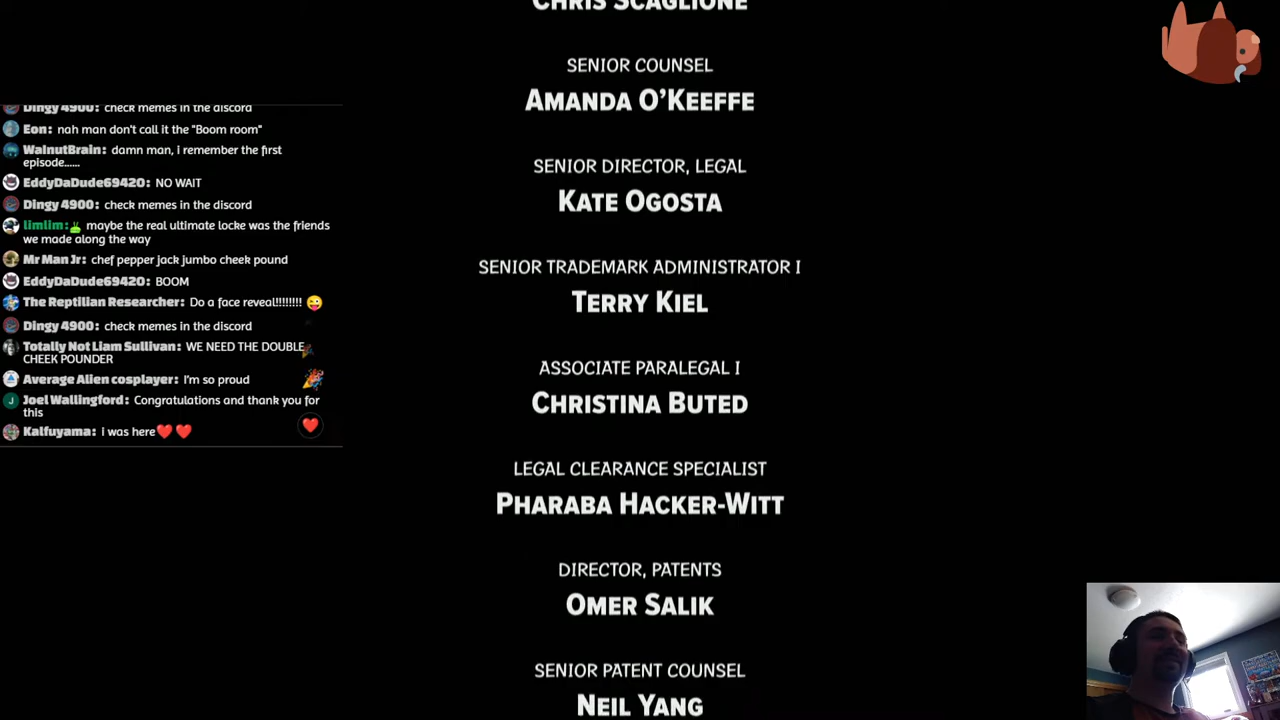 CHRIS SCAGLIONE
SENIOR COUNSEL
AMANDA O'KEEFFE
SENIOR DIRECTOR, LEGAL
KATE OGOSTA
SENIOR TRADEMARK ADMINISTRATOR I
TERRY KIEL
ASSOCIATE PARALEGAL I
CHRISTINA BUTED
LEGAL CLEARANCE SPECIALIST
PHARABA HACKER-WITT
DIRECTOR, PATENTS
OMER SALIK
SENIOR PATENT COUNSEL
NEIL YANG
Dingy 4900: check memes in the discord
Eon: nah man don't call it the "Boom room"
WalnutBrain: damn man, i remember the first
episode......
EddyDaDude69420: NO WAIT
Dingy 4900: check memes in the discord
limlim: maybe the real ultimate locke was the friends
we made along the way
Mr Man Jr: chef pepper jack jumbo cheek pound
EddyDaDude69420: BOOM
The Reptilian Researcher: Do a face reveal!!!!!!!! 😜
Dingy 4900: check memes in the discord
Totally Not Liam Sullivan: WE NEED THE DOUBLE
CHEEK POUNDER
Average Alien cosplayer: I'm so proud
J Joel Wallingford: Congratulations and thank you for
this
Kalfuyama: i was here❤️ ❤️